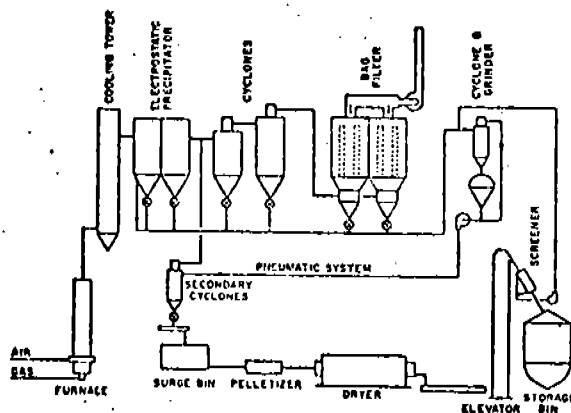 COOLING TOWER
ELECTROSTATIC
PRECIPITATOR
CYCLONES
BAG
FILTER
CYCLONE &
GRINDER
SCREENER
PNEUMATIC SYSTEM
SECONDARY
CYCLONES
AIR
GAS
FURNACE
SURGE BIN
PELLETIZER
DRYER
ELEVATOR
STORAGE
BIN